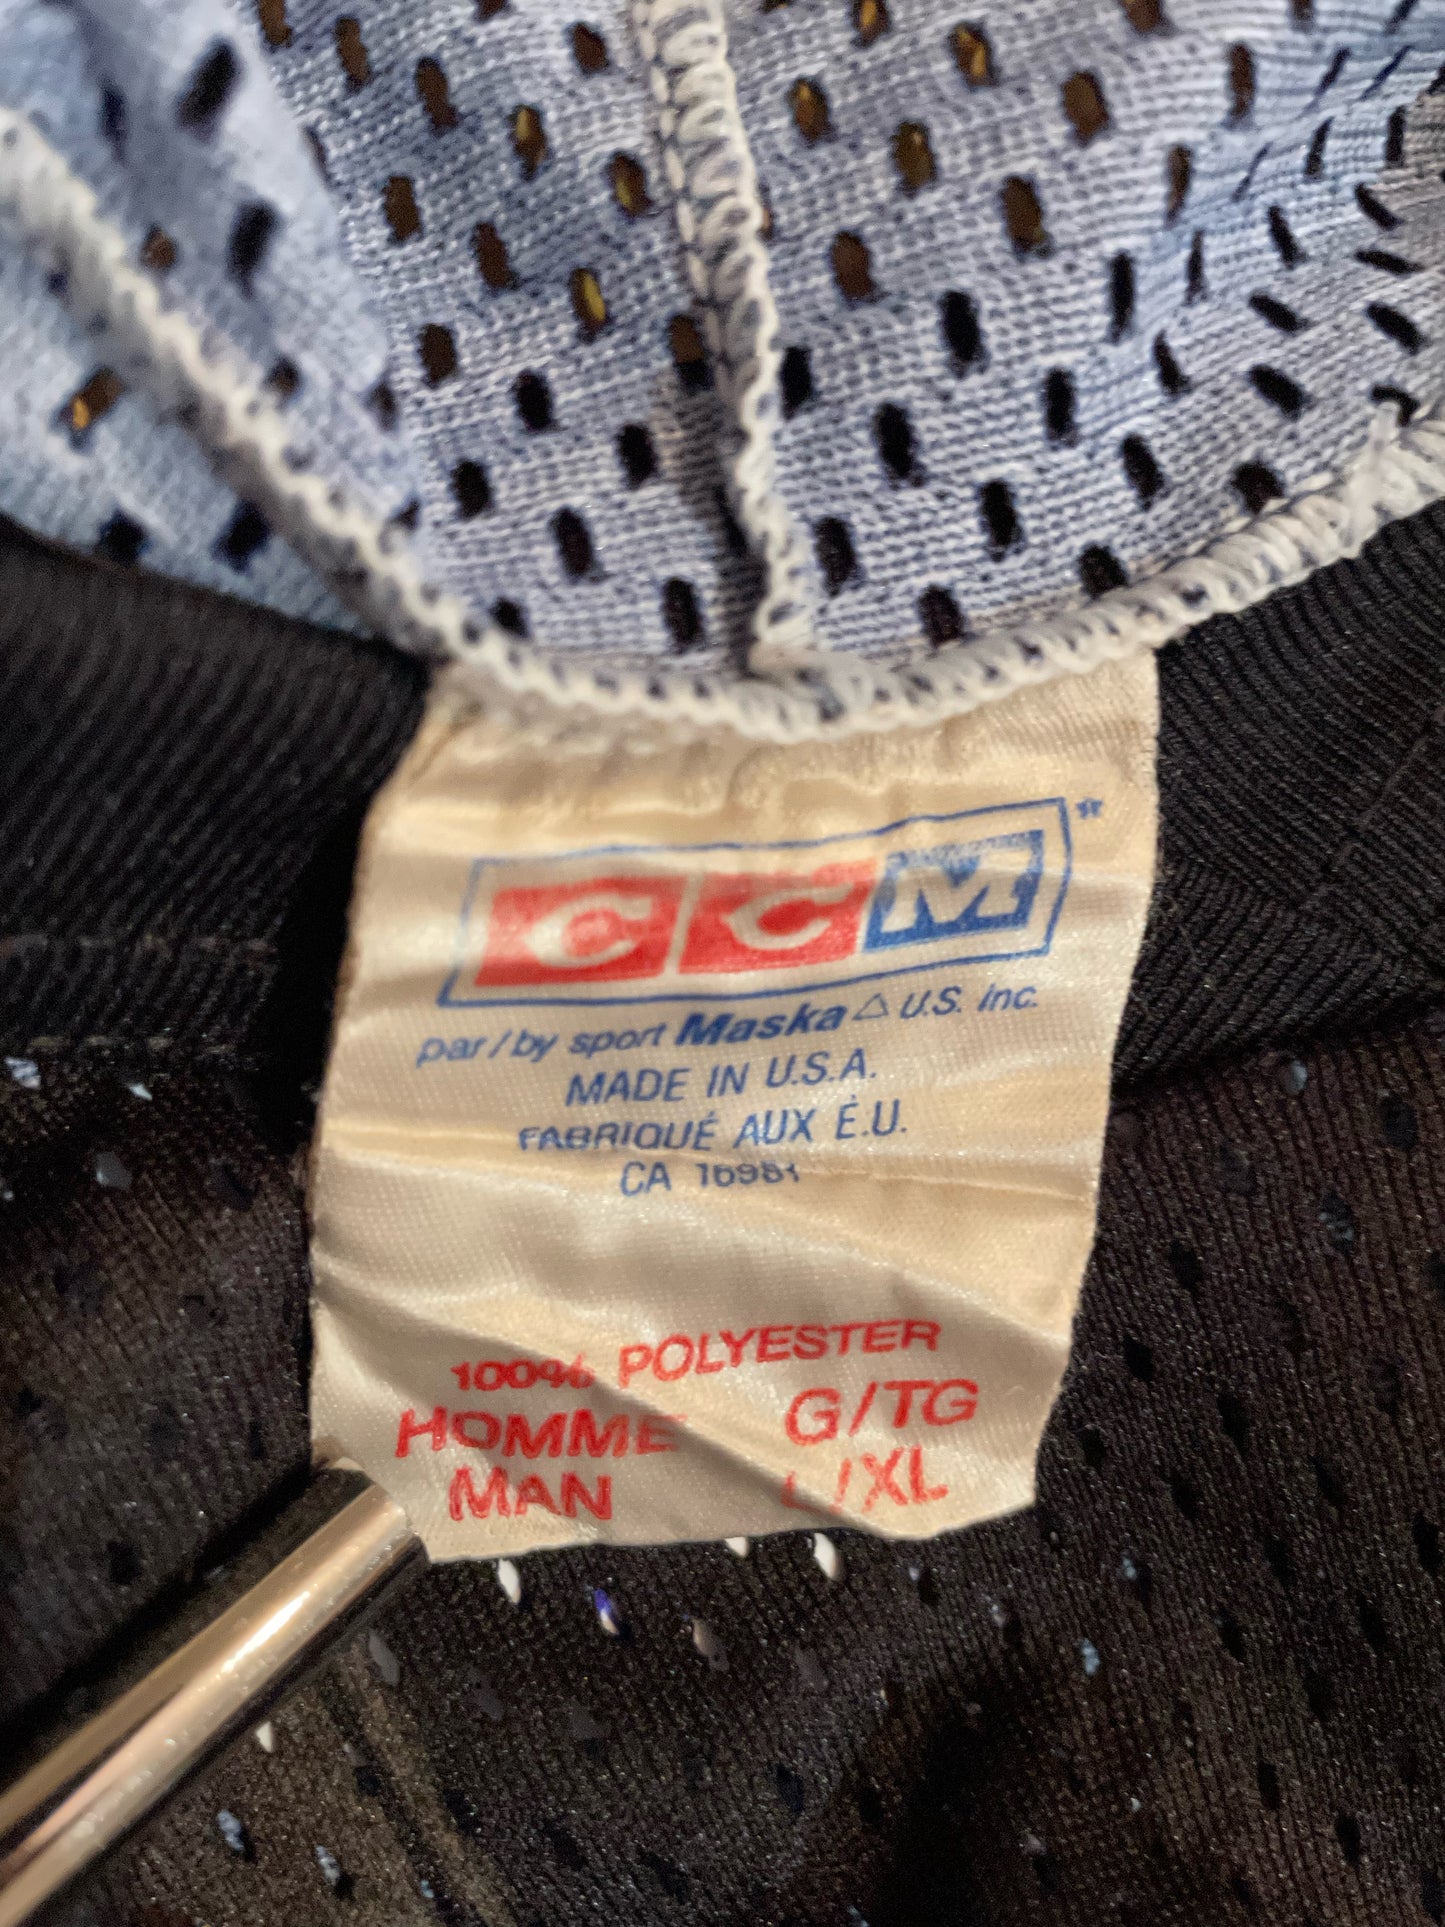 CCM
par/by sport Maska △ U.S. inc.
MADE IN U.S.A.
FABRIQUÉ AUX É.U.
CA 16981
100% POLYESTER
HOMME G/TG
MAN L/XL